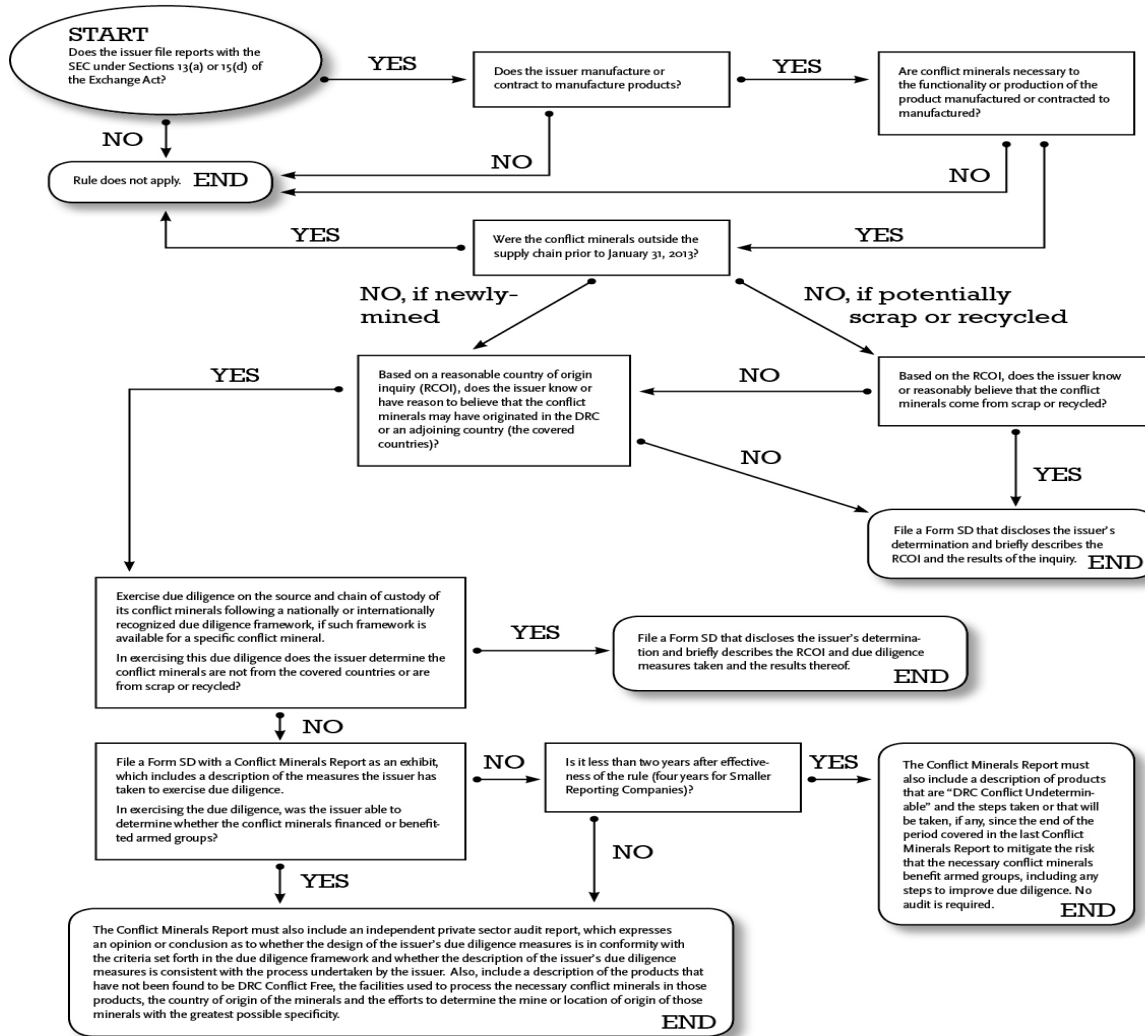 START
Does the issuer file reports with the
SEC under Sections 13(a) or 15(d) of
the Exchange Act?
YES
Does the issuer manufacture or
contract to manufacture products?
YES
Are conflict minerals necessary to
the functionality or production of the
product manufactured or contracted to
manufactured?
NO
NO
NO
Rule does not apply. END
YES
Were the conflict minerals outside the
supply chain prior to January 31, 2013?
YES
NO, if newly-
mined
NO, if potentially
scrap or recycled
YES
Based on a reasonable country of origin
inquiry (RCOI), does the issuer know or
have reason to believe that the conflict
minerals may have originated in the DRC
or an adjoining country (the covered
countries)?
NO
Based on the RCOI, does the issuer know
or reasonably believe that the conflict
minerals come from scrap or recycled?
NO
YES
File a Form SD that discloses the issuer's
determination and briefly describes the
RCOI and the results of the inquiry. END
Exercise due diligence on the source and chain of custody
of its conflict minerals following a nationally or internationally
recognized due diligence framework, if such framework is
available for a specific conflict mineral.
In exercising this due diligence does the issuer determine the
conflict minerals are not from the covered countries or are
from scrap or recycled?
YES
File a Form SD that discloses the issuer's determina-
tion and briefly describes the RCOI and due diligence
measures taken and the results thereof.
END
NO
File a Form SD with a Conflict Minerals Report as an exhibit,
which includes a description of the measures the issuer has
taken to exercise due diligence.
In exercising the due diligence, was the issuer able to
determine whether the conflict minerals financed or benefit-
ted armed groups?
NO
Is it less than two years after effective-
ness of the rule (four years for Smaller
Reporting Companies)?
YES
The Conflict Minerals Report must
also include a description of products
that are "DRC Conflict Undetermin-
able" and the steps taken or that will
be taken, if any, since the end of the
period covered in the last Conflict
Minerals Report to mitigate the risk
that the necessary conflict minerals
benefit armed groups, including any
steps to improve due diligence. No
audit is required.
END
YES
NO
The Conflict Minerals Report must also include an independent private sector audit report, which expresses
an opinion or conclusion as to whether the design of the issuer's due diligence measures is in conformity with
the criteria set forth in the due diligence framework and whether the description of the issuer's due diligence
measures is consistent with the process undertaken by the issuer. Also, include a description of the products that
have not been found to be DRC Conflict Free, the facilities used to process the necessary conflict minerals in those
products, the country of origin of the minerals and the efforts to determine the mine or location of origin of those
minerals with the greatest possible specificity.
END